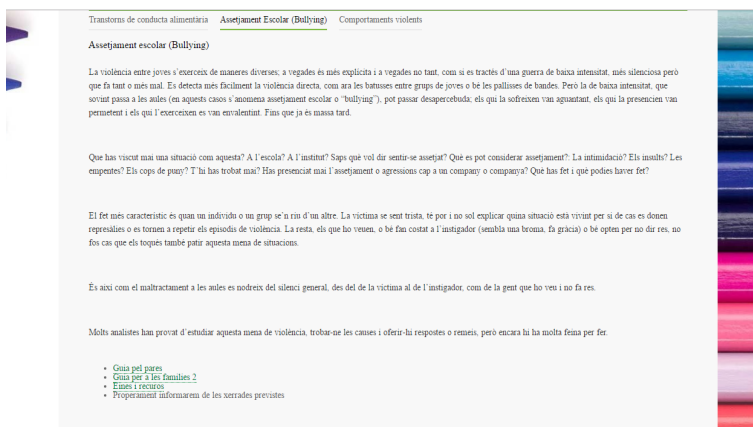 Transtorns de conducta alimentària Assetjament Escolar (Bullying) Comportaments violents
Assetjament escolar (Bullying)
La violència entre joves s'exerceix de maneres diverses; a vegades és més explícita i a vegades no tant, com si es tractés d'una guerra de baixa intensitat, més silenciosa però
que fa tant o més mal. Es detecta més fàcilment la violència directa, com ara les batusses entre grups de joves o bé les pallisses de bandes. Però la de baixa intensitat, que
sovint passa a les aules (en aquests casos s'anomena assetjament escolar o "bullying"), pot passar desapercebuda; els qui la sofreixen van aguantant, els qui la presencien van
permetent i els qui l'exerceixen es van envalentint. Fins que ja és massa tard.
Que has viscut mai una situació com aquesta? A l'escola? A l'institut? Saps què vol dir sentir-se assetjat? Què es pot considerar assetjament?: La intimidació? Els insults? Les
empentes? Els cops de puny? T'hi has trobat mai? Has presenciat mai l'assetjament o agressions cap a un company o companya? Què has fet i què podies haver fet?
El fet més característic és quan un individu o un grup se'n riu d'un altre. La víctima se sent trista, té por i no sol explicar quina situació està vivint per si de cas es donen
represàlies o es tornen a repetir els episodis de violència. La resta, els que ho veuen, o bé fan costat a l'instigador (sembla una broma, fa gràcia) o bé opten per no dir res, no
fos cas que els toqués també patir aquesta mena de situacions.
És així com el maltractament a les aules es nodreix del silenci general, des del de la víctima al de l'instigador, com de la gent que ho veu i no fa res.
Molts analistes han provat d'estudiar aquesta mena de violència, trobar-ne les causes i oferir-hi respostes o remeis, però encara hi ha molta feina per fer.
Guia pel pares
Guia per a les famílies 2
Eines i recuros
Properament informarem de les xerrades previstes